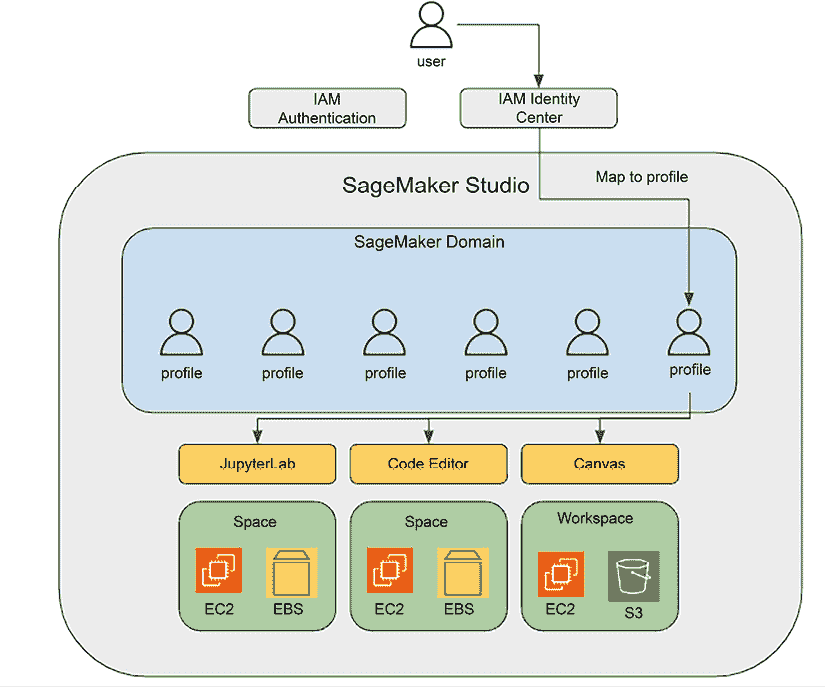 user
IAM
Authentication
IAM Identity
Center
SageMaker Studio
Map to profile
SageMaker Domain
profile
profile
profile
profile
profile
profile
JupyterLab
Code Editor
Canvas
Space
Space
Workspace
EC2
EBS
EC2
EBS
EC2
S3